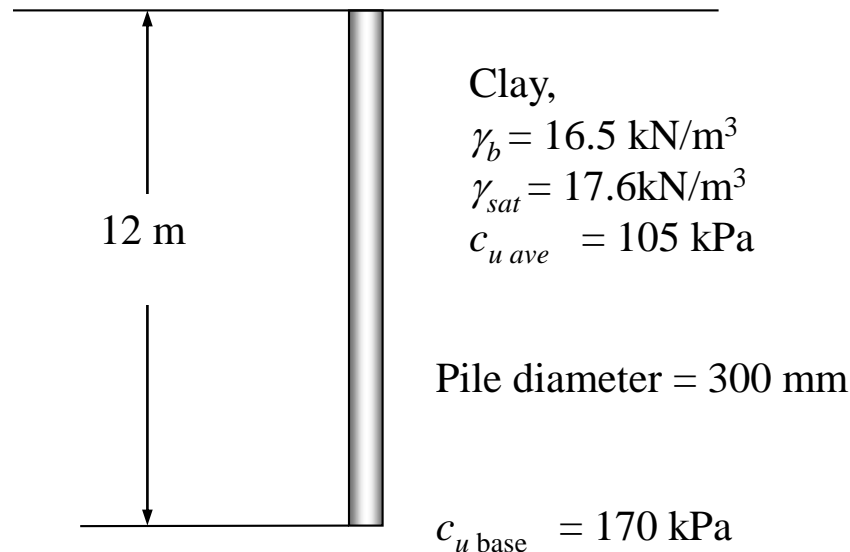 Clay,
γb = 16.5 kN/m³
γsat = 17.6kN/m³
cu ave = 105 kPa
12 m
Pile diameter = 300 mm
cu base = 170 kPa